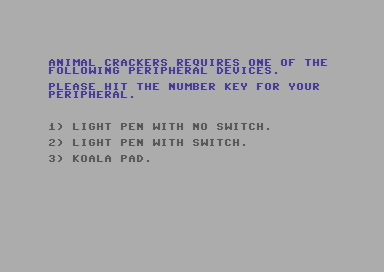 ANIMAL CRACKERS REQUIRES ONE OF THE
FOLLOWING PERIPHERAL DEVICES.
PLEASE HIT THE NUMBER KEY FOR YOUR
PERIPHERAL.
1) LIGHT PEN WITH NO SWITCH.
2) LIGHT PEN WITH SWITCH.
3) KOALA PAD.